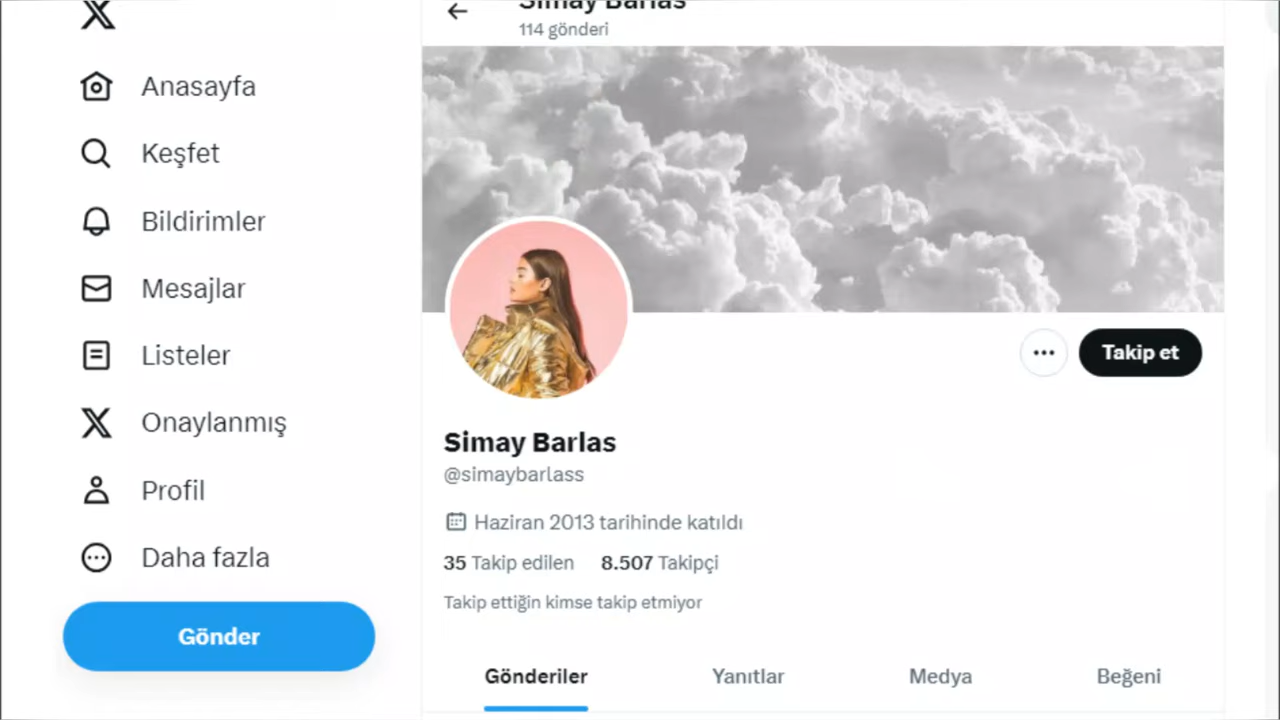 Simay Barlas
114 gönderi
Anasayfa
Keşfet
Bildirimler
Mesajlar
Listeler
Onaylanmış
Profil
Daha fazla
Gönder
Takip et
Simay Barlas
@simaybarlass
Haziran 2013 tarihinde katıldı
35 Takip edilen 8.507 Takipçi
Takip ettiğin kimse takip etmiyor
Gönderiler Yanıtlar Medya Beğeni